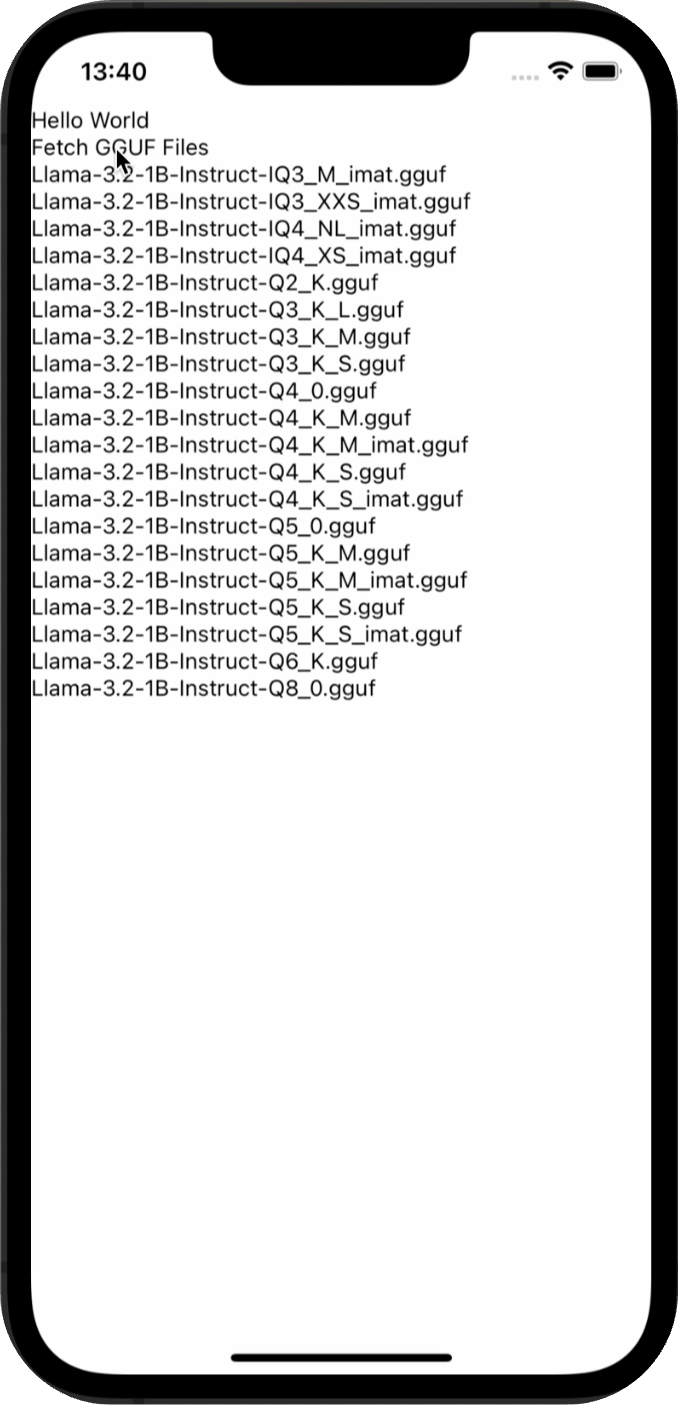 13:40
Hello World
Fetch GGUF Files
Llama-3.2-1B-Instruct-IQ3_M_imat.gguf
Llama-3.2-1B-Instruct-IQ3_XXS_imat.gguf
Llama-3.2-1B-Instruct-IQ4_NL_imat.gguf
Llama-3.2-1B-Instruct-IQ4_XS_imat.gguf
Llama-3.2-1B-Instruct-Q2_K.gguf
Llama-3.2-1B-Instruct-Q3_K_L.gguf
Llama-3.2-1B-Instruct-Q3_K_M.gguf
Llama-3.2-1B-Instruct-Q3_K_S.gguf
Llama-3.2-1B-Instruct-Q4_0.gguf
Llama-3.2-1B-Instruct-Q4_K_M.gguf
Llama-3.2-1B-Instruct-Q4_K_M_imat.gguf
Llama-3.2-1B-Instruct-Q4_K_S.gguf
Llama-3.2-1B-Instruct-Q4_K_S_imat.gguf
Llama-3.2-1B-Instruct-Q5_0.gguf
Llama-3.2-1B-Instruct-Q5_K_M.gguf
Llama-3.2-1B-Instruct-Q5_K_M_imat.gguf
Llama-3.2-1B-Instruct-Q5_K_S.gguf
Llama-3.2-1B-Instruct-Q5_K_S_imat.gguf
Llama-3.2-1B-Instruct-Q6_K.gguf
Llama-3.2-1B-Instruct-Q8_0.gguf